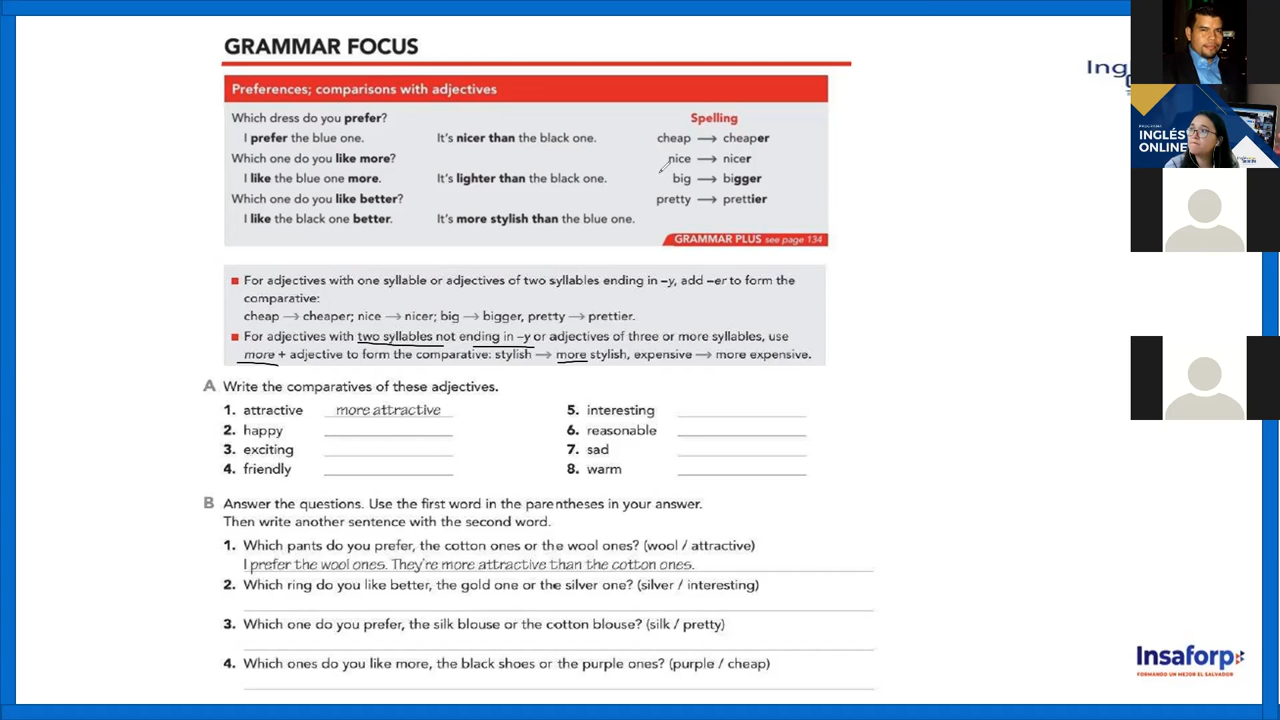 GRAMMAR FOCUS
Ing
Preferences; comparisons with adjectives
Which dress do you prefer?
Spelling
I prefer the blue one.
It's nicer than the black one.
cheap → cheaper
Which one do you like more?
nice → nicer
I like the blue one more.
It's lighter than the black one.
big → bigger
Which one do you like better?
pretty → prettier
I like the black one better.
It's more stylish than the blue one.
GRAMMAR PLUS see page 134
INGLÉS
ONLINE
For adjectives with one syllable or adjectives of two syllables ending in –y, add –er to form the
comparative:
cheap → cheaper; nice → nicer; big → bigger, pretty → prettier.
For adjectives with two syllables not ending in –y or adjectives of three or more syllables, use
more + adjective to form the comparative: stylish → more stylish, expensive → more expensive.
A Write the comparatives of these adjectives.
1. attractive more attractive
2. happy
3. exciting
4. friendly
5. interesting
6. reasonable
7. sad
8. warm
B Answer the questions. Use the first word in the parentheses in your answer.
Then write another sentence with the second word.
1. Which pants do you prefer, the cotton ones or the wool ones? (wool / attractive)
I prefer the wool ones. They're more attractive than the cotton ones.
2. Which ring do you like better, the gold one or the silver one? (silver / interesting)
3. Which one do you prefer, the silk blouse or the cotton blouse? (silk / pretty)
4. Which ones do you like more, the black shoes or the purple ones? (purple / cheap)
Insaforp
FORMANDO UN MEJOR EL SALVADOR